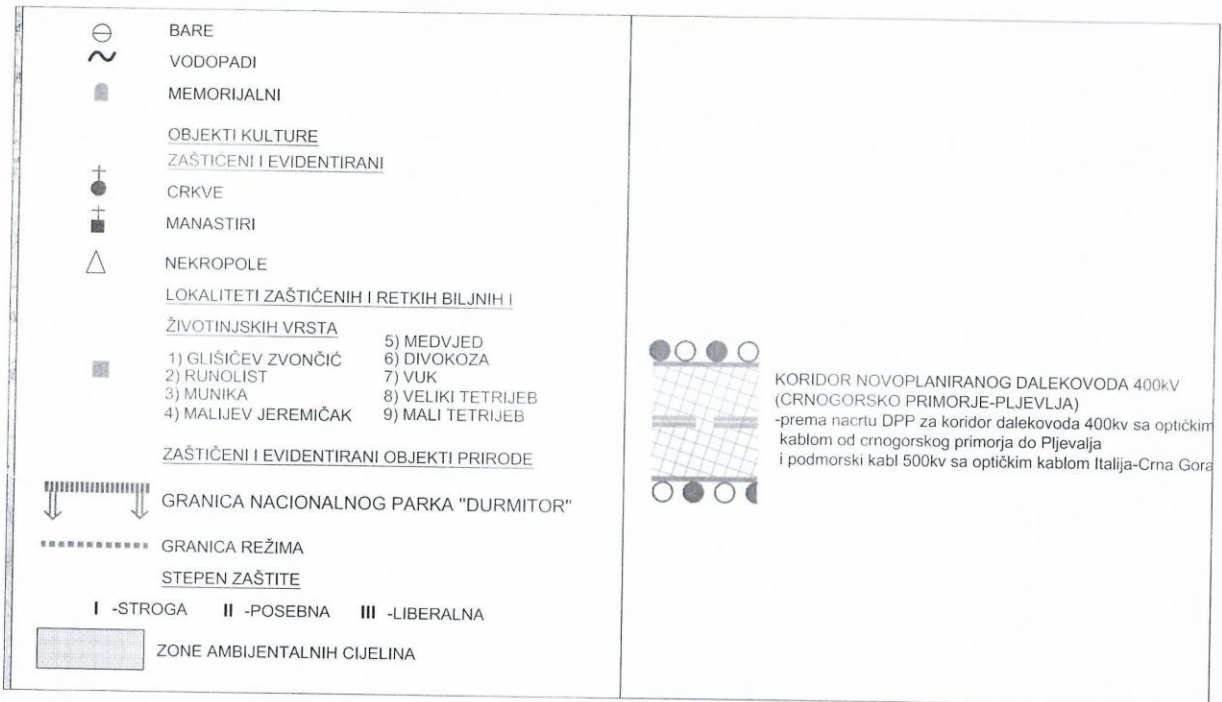 BARE
VODOPADI
MEMORIJALNI
OBJEKTI KULTURE
ZAŠTIĆENI I EVIDENTIRANI
CRKVE
MANASTIRI
NEKROPOLE
LOKALITETI ZAŠTIĆENIH I RETKIH BILJNIH I
ŽIVOTINJSKIH VRSTA
1) GLIŠIĆEV ZVONČIĆ
2) RUNOLIST
3) MUNIKA
4) MALIJEV JEREMIČAK
5) MEDVJED
6) DIVOKOZA
7) VUK
8) VELIKI TETRIJEB
9) MALI TETRIJEB
ZAŠTIČENI I EVIDENTIRANI OBJEKTI PRIRODE
GRANICA NACIONALNOG PARKA "DURMITOR"
GRANICA REŽIMA
STEPEN ZAŠTITE
I -STROGA II -POSEBNA III -LIBERALNA
ZONE AMBIJENTALNIH CIJELINA
KORIDOR NOVOPLANIRANOG DALEKOVODA 400kV
(CRNOGORSKO PRIMORJE-PLJEVLJA)
-prema nacrtu DPP za koridor dalekovoda 400kv sa optičkim
kablom od crnogorskog primorja do Pljevalja
i podmorski kabl 500kv sa optičkim kablom Italija-Crna Gora